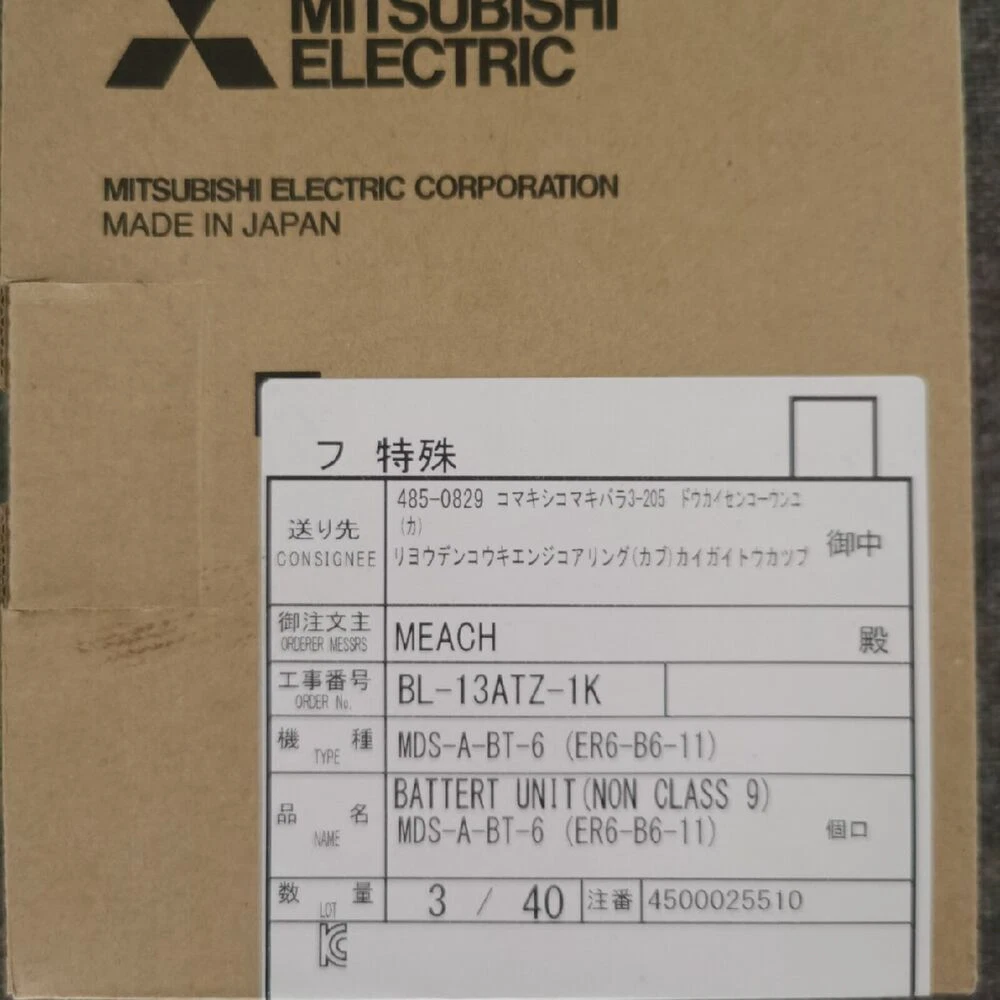 MITSUBISHI
ELECTRIC
MITSUBISHI ELECTRIC CORPORATION
MADE IN JAPAN
フ 特殊
送り先
CONSIGNEE
485-0829 コマキシコマキバラ3-205 ドウカイセンコーウンユ
(カ)
リヨウデンコウキエンジコアリング(カブ)カイガイトウカツブ
御中
御注文主
ORDERER MESSRS
MEACH
殿
工事番号
ORDER No.
BL-13ATZ-1K
機 種
TYPE
MDS-A-BT-6 (ER6-B6-11)
品 名
NAME
BATTERT UNIT(NON CLASS 9)
MDS-A-BT-6 (ER6-B6-11)
個口
数 量
LOT
3 / 40
注番
4500025510